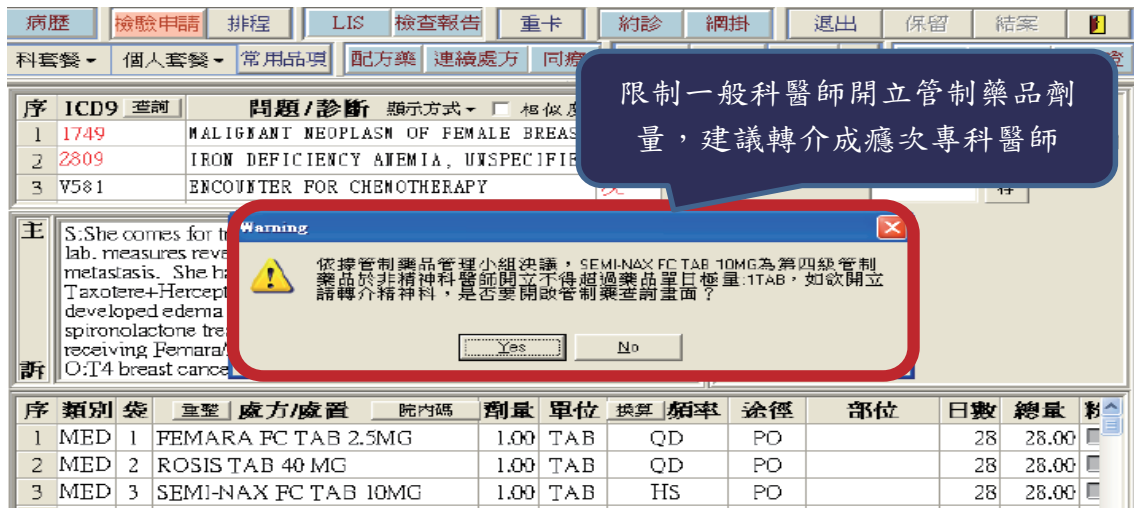 病歷 檢驗申請 排程 LIS 檢查報告 重卡 約診 網掛 退出 保留 結案
科套餐 個人套餐 常用品項 配方藥 連續處方
限制一般科醫師開立管制藥品劑
量，建議轉介成癮次專科醫師
序 ICD9 查詢 問題/診斷 顯示方式 相似度
1 1749 MALIGNANT NEOPLASM OF FEMALE BREAS
2 2809 IRON DEFICIENCY ANEMIA, UNSPECIFIE
3 V581 ENCOUNTER FOR CHEMOTHERAPY
主訴
S:She comes for
lab. measures reve
metastasis. She
Taxotere+Hercept
developed edema
spironolactone tre
receiving Femara
O:T4 breast cance
Warning
依據管制藥品管理小組決議，SEMI-NAX FC TAB 10MG為第四級管制
藥品於非精神科醫師開立不得超過藥品單日極量:1TAB，如欲開立
請轉介精神科，是否要開啟管制藥查詢畫面？
Yes No
序 類別 袋 重整 處方/處置 院內碼 劑量 單位 換算 頻率 途徑 部位 日數 總量
1 MED 1 FEMARA FC TAB 2.5MG 1.00 TAB QD PO 28 28.00
2 MED 2 ROSIS TAB 40 MG 1.00 TAB QD PO 28 28.00
3 MED 3 SEMI-NAX FC TAB 10MG 1.00 TAB HS PO 28 28.00